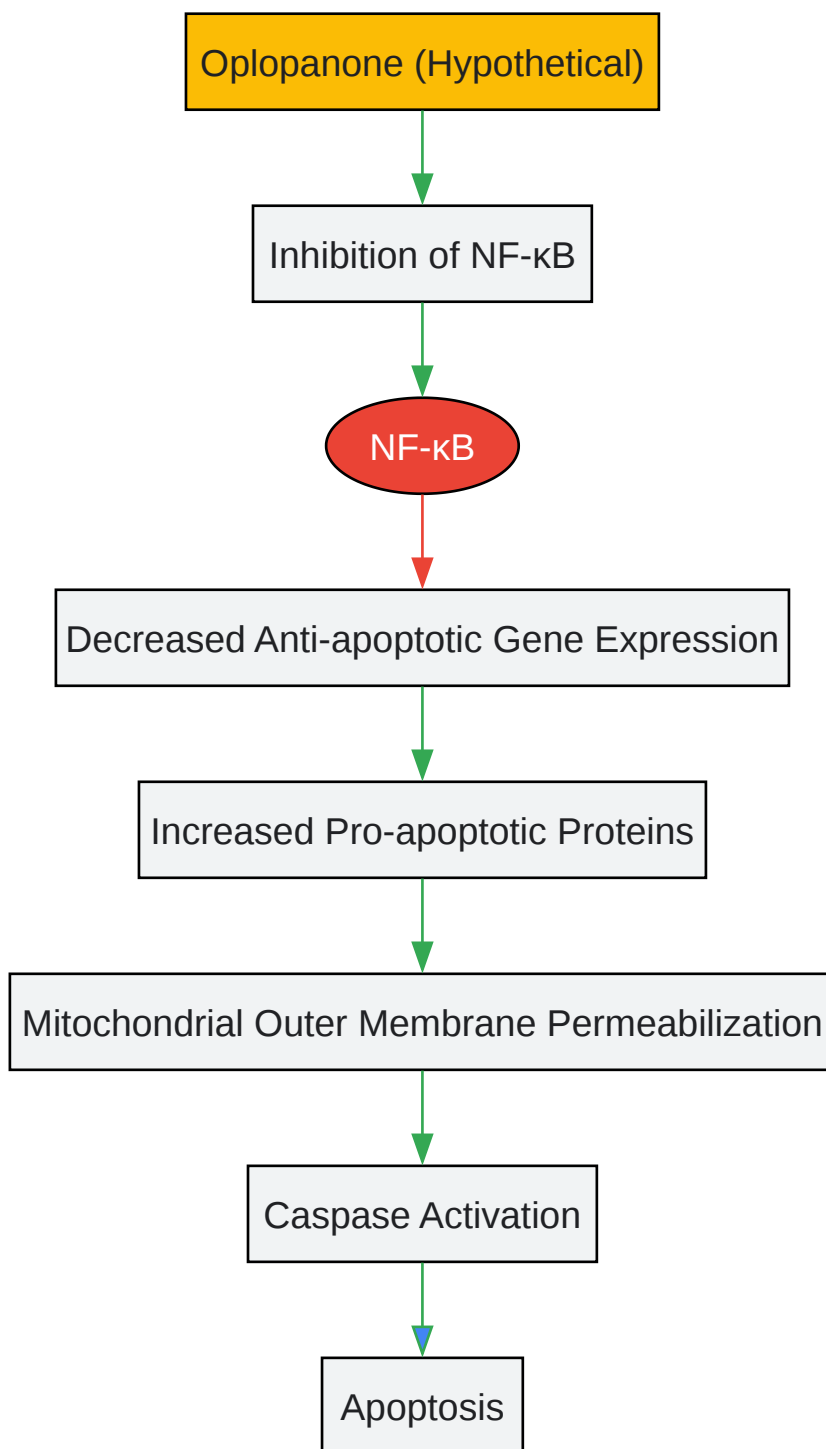 Oplopanone (Hypothetical)
Inhibition of NF-κB
NF-κB
Decreased Anti-apoptotic Gene Expression
Increased Pro-apoptotic Proteins
Mitochondrial Outer Membrane Permeabilization
Caspase Activation
Apoptosis